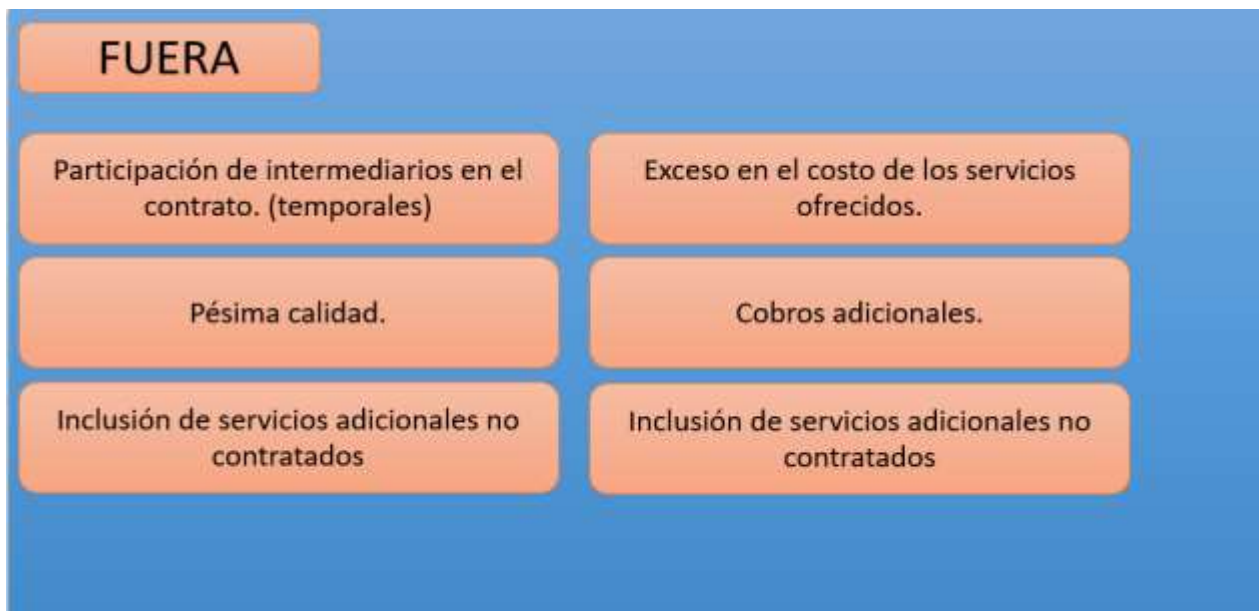 FUERA
Participación de intermediarios en el
contrato. (temporales)
Exceso en el costo de los servicios
ofrecidos.
Pésima calidad.
Cobros adicionales.
Inclusión de servicios adicionales no
contratados
Inclusión de servicios adicionales no
contratados